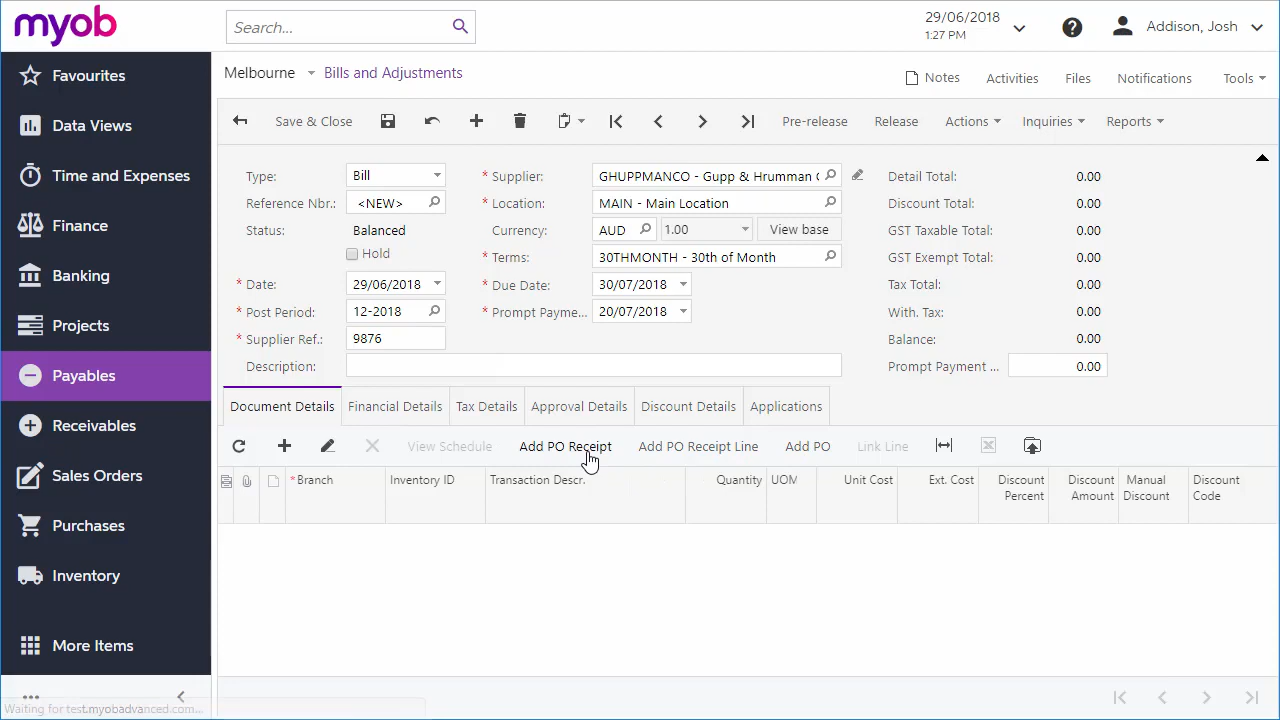 myob
Search...
29/06/2018
1:27 PM
Addison, Josh
Favourites
Data Views
Time and Expenses
Finance
Banking
Projects
Payables
Receivables
Sales Orders
Purchases
Inventory
More Items
Waiting for test.myobadvanced.com...
Melbourne Bills and Adjustments
Notes Activities Files Notifications Tools
Save & Close Pre-release Release Actions Inquiries Reports
Type: Bill
Reference Nbr.: <NEW>
Status: Balanced
Hold
* Date: 29/06/2018
* Post Period: 12-2018
* Supplier Ref.: 9876
Description:
* Supplier: GHUPPMANCO - Gupp & Hrumman (
* Location: MAIN - Main Location
Currency: AUD 1.00 View base
* Terms: 30THMONTH - 30th of Month
* Due Date: 30/07/2018
* Prompt Payme... 20/07/2018
Detail Total: 0.00
Discount Total: 0.00
GST Taxable Total: 0.00
GST Exempt Total: 0.00
Tax Total: 0.00
With. Tax: 0.00
Balance: 0.00
Prompt Payment ... 0.00
Document Details Financial Details Tax Details Approval Details Discount Details Applications
View Schedule Add PO Receipt Add PO Receipt Line Add PO Link Line
* Branch Inventory ID Transaction Descr. Quantity UOM Unit Cost Ext. Cost Discount Percent Discount Amount Manual Discount Discount Code